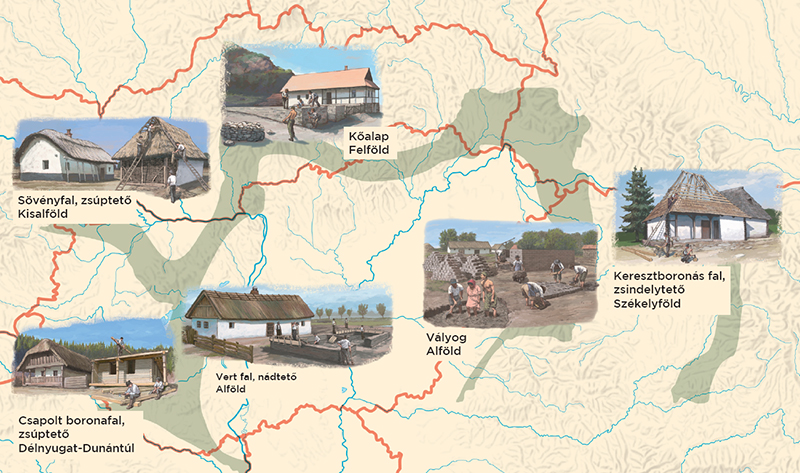 Kőalap
Felföld
Sövényfal, zsúptető
Kisalföld
Keresztboronás fal,
zsindelytető
Székelyföld
Vályog
Alföld
Vert fal, nádtető
Alföld
Csapolt boronafal,
zsúptető
Délnyugat-Dunántúl